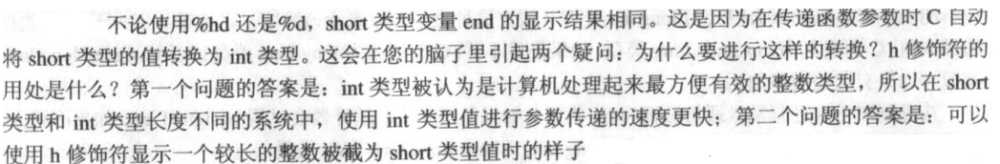 不论使用%hd 还是%d，short 类型变量 end 的显示结果相同。这是因为在传递函数参数时 C 自动
将 short 类型的值转换为 int 类型。这会在您的脑子里引起两个疑问：为什么要进行这样的转换？h 修饰符的
用处是什么？第一个问题的答案是：int 类型被认为是计算机处理起来最方便有效的整数类型，所以在 short
类型和 int 类型长度不同的系统中，使用 int 类型值进行参数传递的速度更快；第二个问题的答案是：可以
使用 h 修饰符显示一个较长的整数被截为 short 类型值时的样子